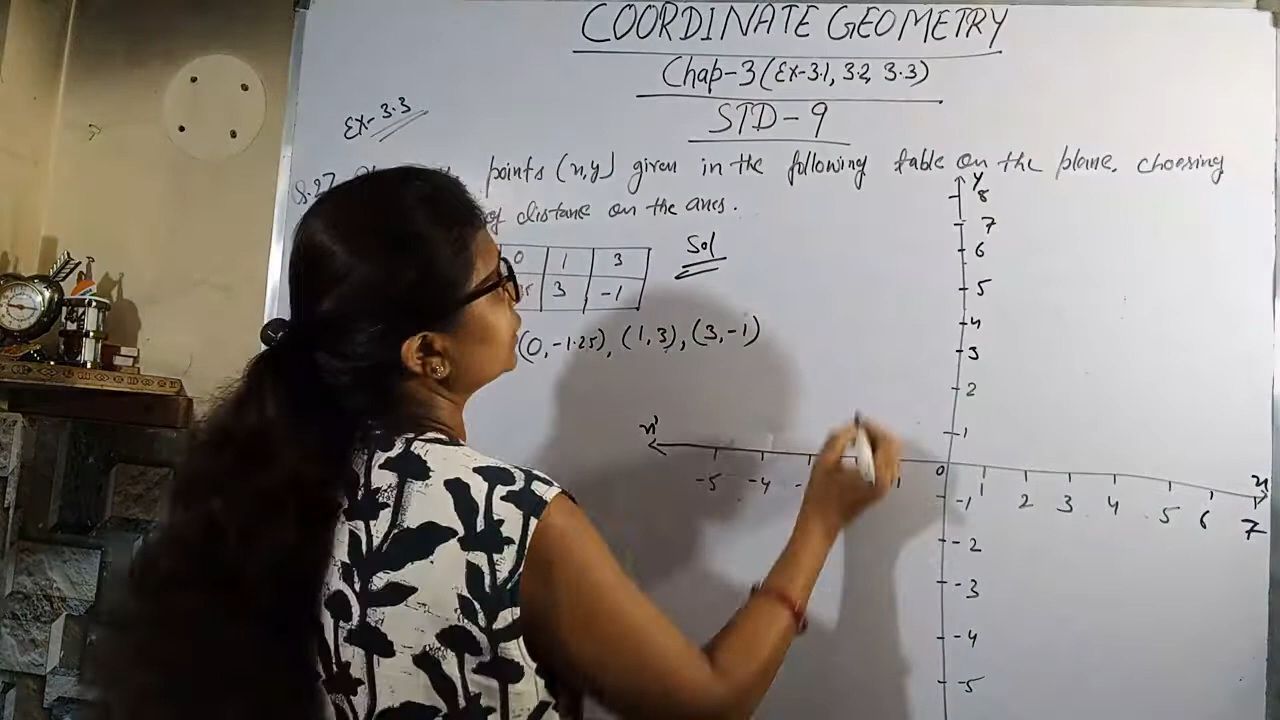 COORDINATE GEOMETRY
Chap-3 (Ex-3.1, 3.2, 3.3)
STD-9
Ex-3.3
points (x,y) given in the following table on the plane, choosing
of distane on the axes.
0 1 3
3 -1
Sol
(0, -1.25), (1,3), (3,-1)
y
8
7
6
5
4
3
2
1
x'
-5 -4
0
1 2 3 4 5 6 7
x
-1
-2
-3
-4
-5